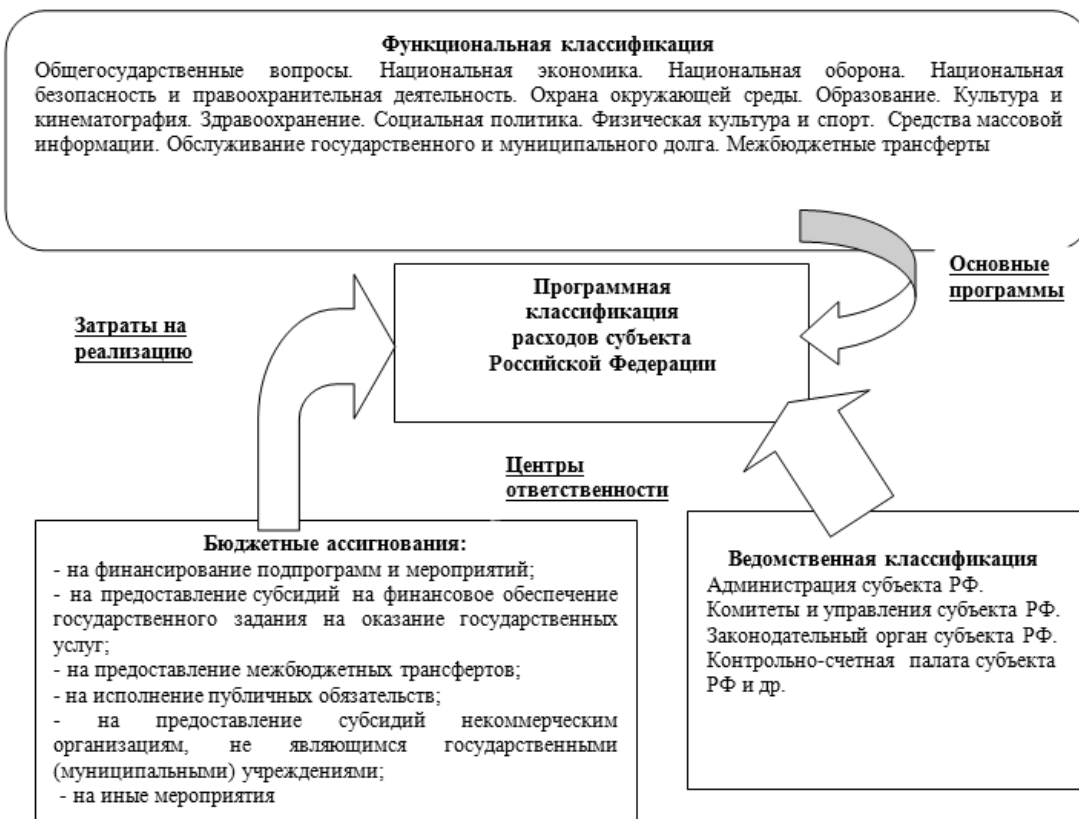 Функциональная классификация
Общегосударственные вопросы. Национальная экономика. Национальная оборона. Национальная
безопасность и правоохранительная деятельность. Охрана окружающей среды. Образование. Культура и
кинематография. Здравоохранение. Социальная политика. Физическая культура и спорт. Средства массовой
информации. Обслуживание государственного и муниципального долга. Межбюджетные трансферты
Основные
программы
Программная
классификация
расходов субъекта
Российской Федерации
Затраты на
реализацию
Центры
ответственности
Бюджетные ассигнования:
- на финансирование подпрограмм и мероприятий;
- на предоставление субсидий на финансовое обеспечение
государственного задания на оказание государственных
услуг;
- на предоставление межбюджетных трансфертов;
- на исполнение публичных обязательств;
- на предоставление субсидий некоммерческим
организациям, не являющимся государственными
(муниципальными) учреждениями;
- на иные мероприятия
Ведомственная классификация
Администрация субъекта РФ.
Комитеты и управления субъекта РФ.
Законодательный орган субъекта РФ.
Контрольно-счетная палата субъекта
РФ и др.